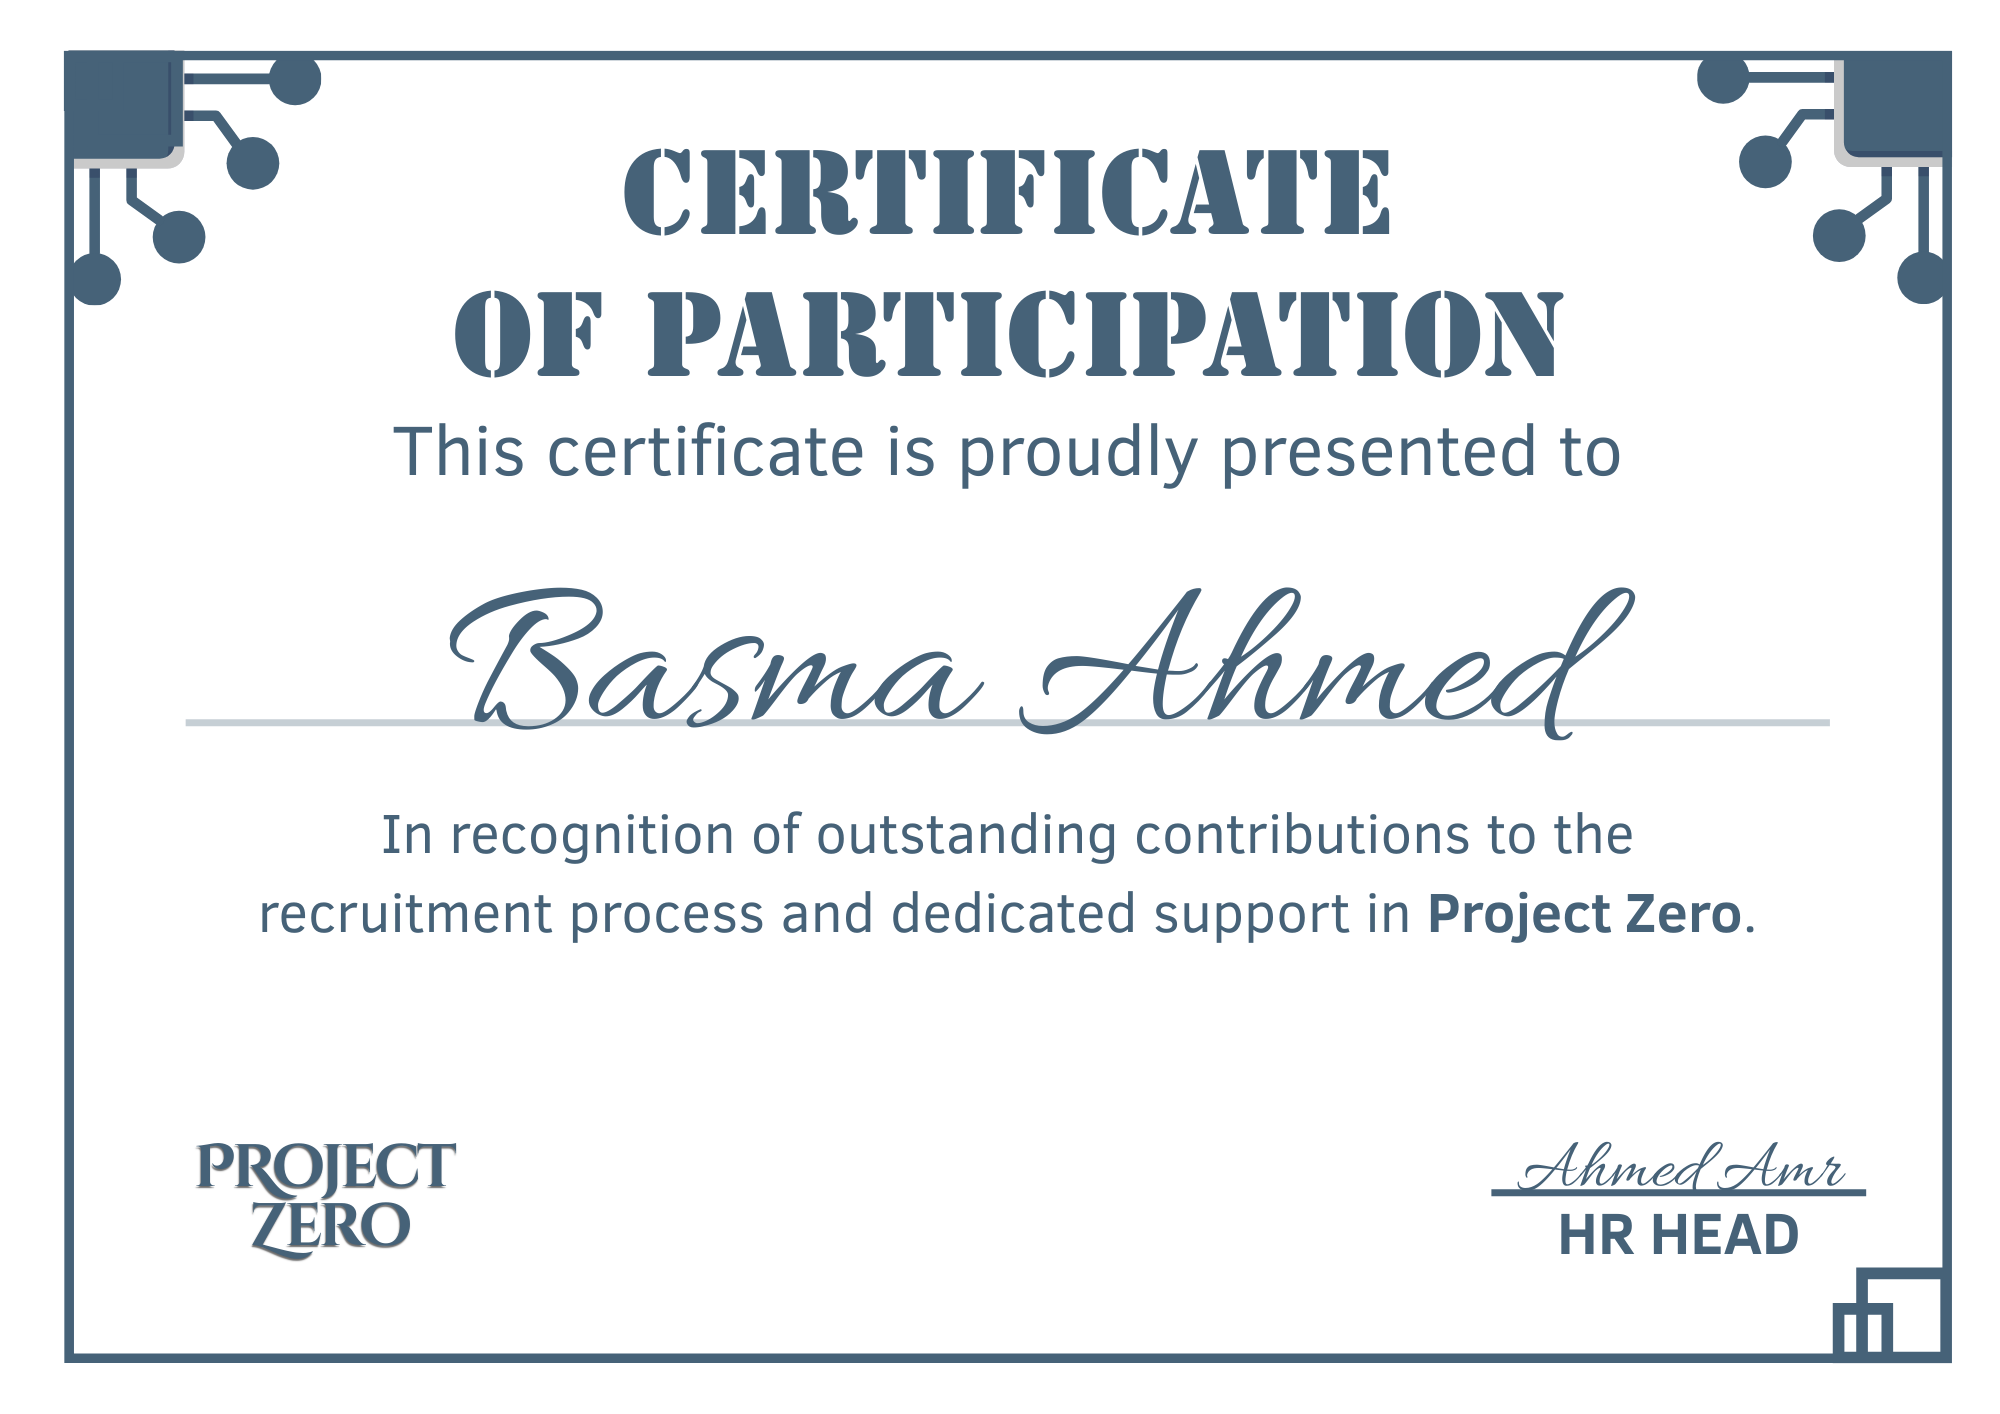 CERTIFICATE
OF PARTICIPATION
This certificate is proudly presented to
Basma Ahmed
In recognition of outstanding contributions to the
recruitment process and dedicated support in Project Zero.
PROJECT
ZERO
Ahmed Amr
HR HEAD